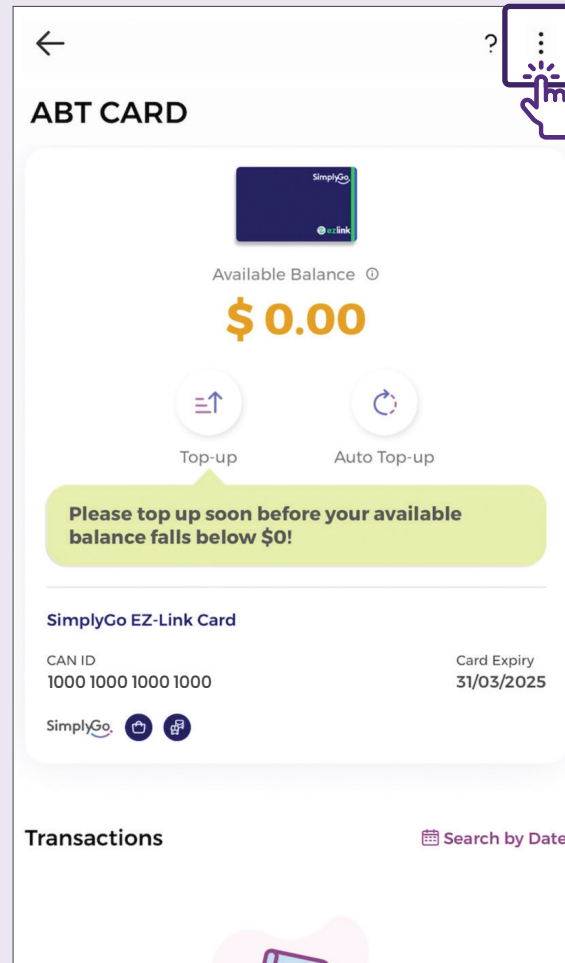 ?
ABT CARD
SimplyGo
ezlink
Available Balance
$ 0.00
Top-up
Auto Top-up
Please top up soon before your available
balance falls below $0!
SimplyGo EZ-Link Card
CAN ID
Card Expiry
1000 1000 1000 1000
31/03/2025
SimplyGo.
Transactions
Search by Date